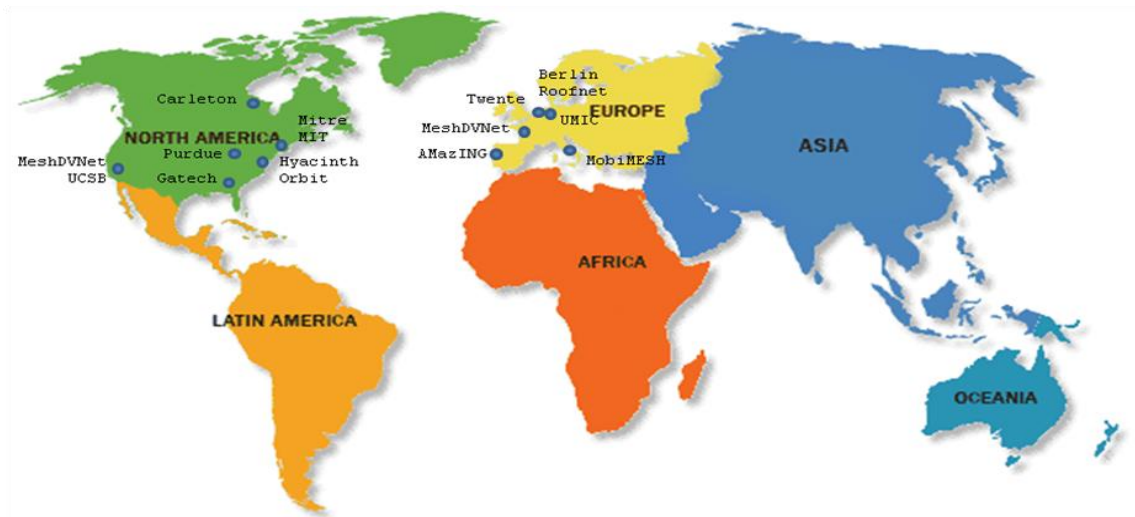 Carleton
Mitre
MIT
NORTH AMERICA
Purdue
MeshDVNet
UCSB
Gatech
Hyacinth
Orbit
Berlin
Roofnet
Twente
EUROPE
UMIC
MeshDVNet
AMazING
MobiMESH
ASIA
AFRICA
LATIN AMERICA
OCEANIA